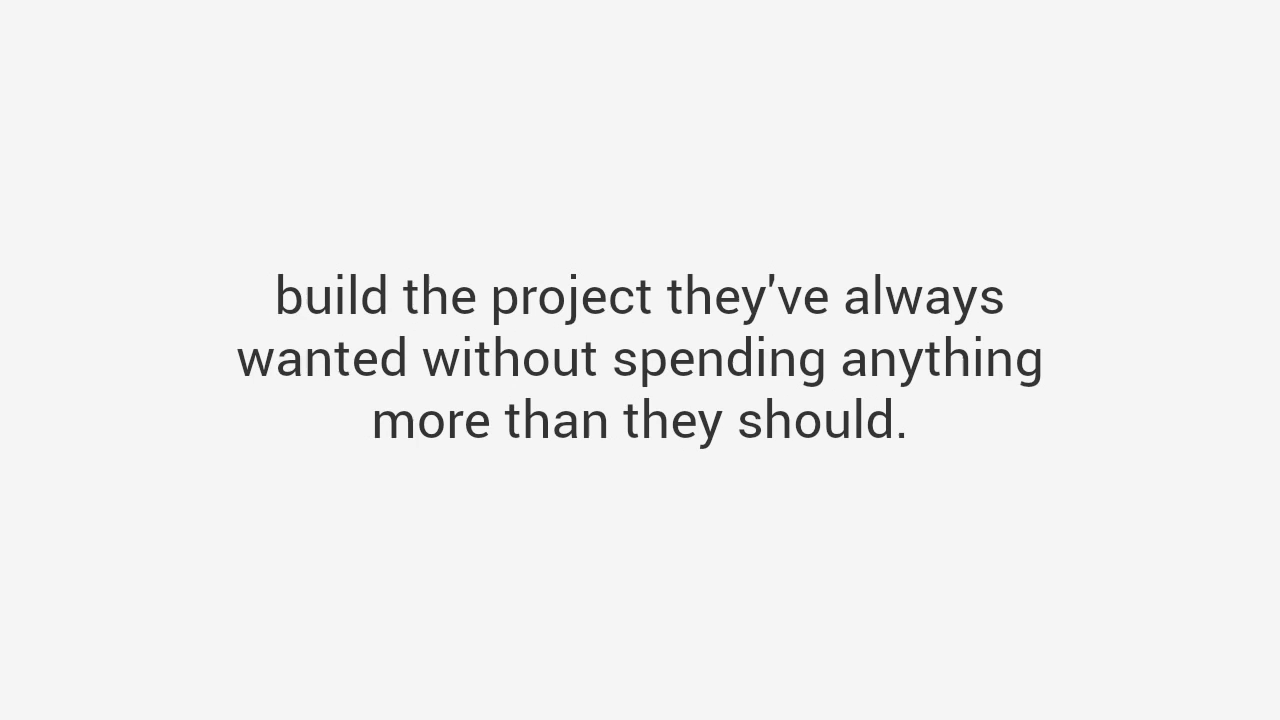 build the project they've always
wanted without spending anything
more than they should.